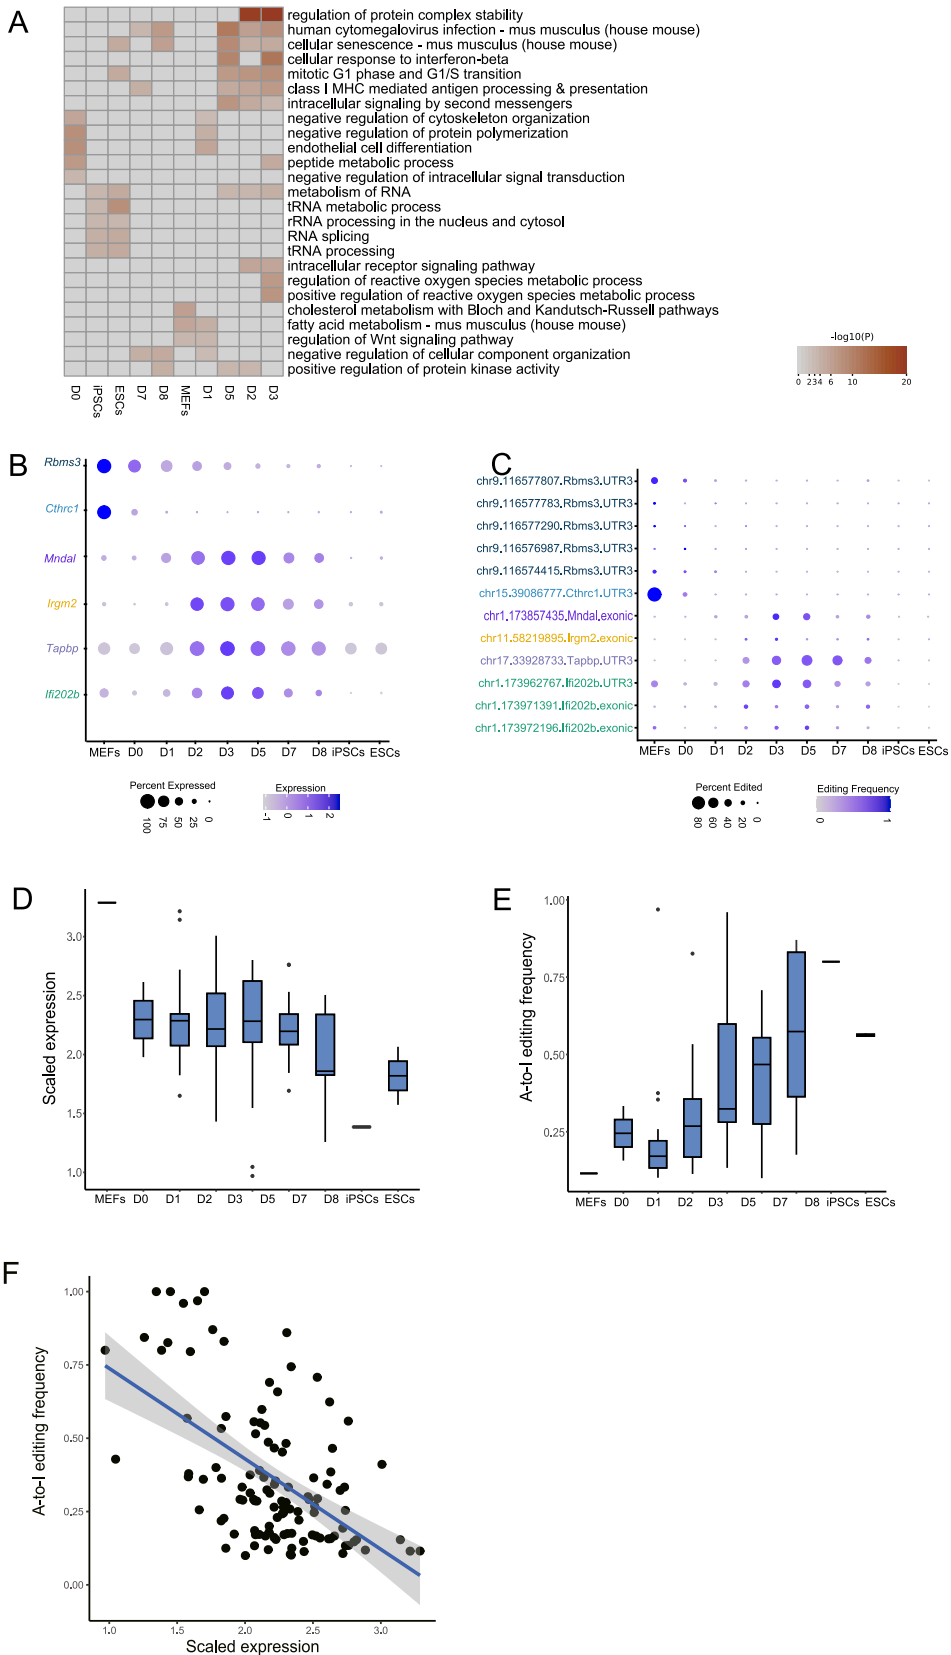 A
regulation of protein complex stability
human cytomegalovirus infection - mus musculus (house mouse)
cellular senescence - mus musculus (house mouse)
cellular response to interferon-beta
mitotic G1 phase and G1/S transition
class I MHC mediated antigen processing & presentation
intracellular signaling by second messengers
negative regulation of cytoskeleton organization
negative regulation of protein polymerization
endothelial cell differentiation
peptide metabolic process
negative regulation of intracellular signal transduction
metabolism of RNA
tRNA metabolic process
rRNA processing in the nucleus and cytosol
RNA splicing
tRNA processing
intracellular receptor signaling pathway
regulation of reactive oxygen species metabolic process
positive regulation of reactive oxygen species metabolic process
cholesterol metabolism with Bloch and Kandutsch-Russell pathways
fatty acid metabolism - mus musculus (house mouse)
regulation of Wnt signaling pathway
negative regulation of cellular component organization
positive regulation of protein kinase activity
D0 iPSCs ESCs D7 D8 MEFs D1 D5 D2 D3
-log10(P)
0 2 3 4 6 10 20
B
Rbms3
Cthrc1
Mndal
Irgm2
Tapbp
Ifi202b
MEFs D0 D1 D2 D3 D5 D7 D8 iPSCs ESCs
Percent Expressed
100 75 50 25 0
Expression
-1 0 1 2
C
chr9.116577807.Rbms3.UTR3
chr9.116577783.Rbms3.UTR3
chr9.116577290.Rbms3.UTR3
chr9.116576987.Rbms3.UTR3
chr9.116574415.Rbms3.UTR3
chr15.39086777.Cthrc1.UTR3
chr1.173857435.Mndal.exonic
chr11.58219895.Irgm2.exonic
chr17.33928733.Tapbp.UTR3
chr1.173962767.Ifi202b.UTR3
chr1.173971391.Ifi202b.exonic
chr1.173972196.Ifi202b.exonic
MEFs D0 D1 D2 D3 D5 D7 D8 iPSCs ESCs
Percent Edited
80 60 40 20 0
Editing Frequency
0 1
D
Scaled expression
3.0
2.5
2.0
1.5
1.0
MEFs D0 D1 D2 D3 D5 D7 D8 iPSCs ESCs
E
A-to-I editing frequency
1.00
0.75
0.50
0.25
MEFs D0 D1 D2 D3 D5 D7 D8 iPSCs ESCs
F
A-to-I editing frequency
1.00
0.75
0.50
0.25
0.00
1.0 1.5 2.0 2.5 3.0
Scaled expression